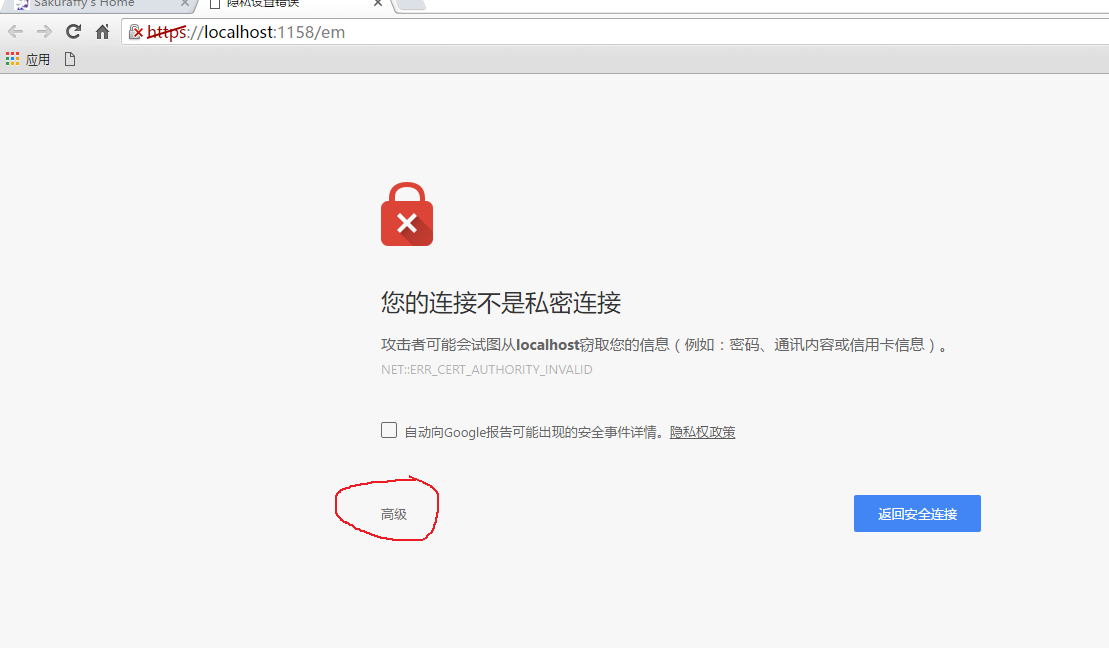 Sakuraffy's Home
隐私设置错误
https://localhost:1158/em
应用
您的连接不是私密连接
攻击者可能会试图从localhost窃取您的信息（例如：密码、通讯内容或信用卡信息）。
NET::ERR_CERT_AUTHORITY_INVALID
自动向Google报告可能出现的安全事件详情。隐私权政策
高级
返回安全连接